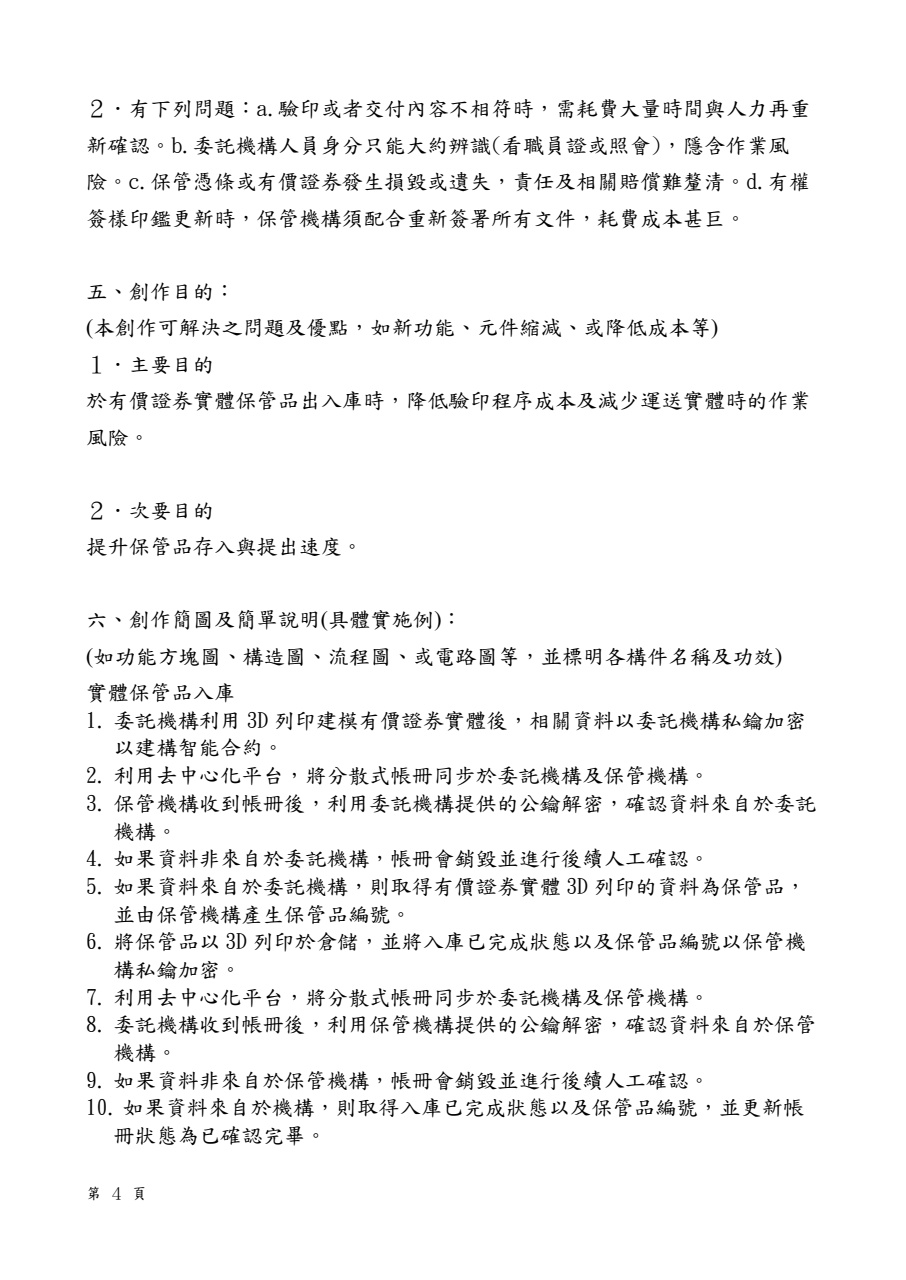 ２．有下列問題：a.驗印或者交付內容不相符時，需耗費大量時間與人力再重
新確認。b.委託機構人員身分只能大約辨識(看職員證或照會)，隱含作業風
險。c.保管憑條或有價證券發生損毀或遺失，責任及相關賠償難釐清。d.有權
簽樣印鑑更新時，保管機構須配合重新簽署所有文件，耗費成本甚巨。
五、創作目的：
(本創作可解決之問題及優點，如新功能、元件縮減、或降低成本等)
１．主要目的
於有價證券實體保管品出入庫時，降低驗印程序成本及減少運送實體時的作業
風險。
２．次要目的
提升保管品存入與提出速度。
六、創作簡圖及簡單說明(具體實施例)：
(如功能方塊圖、構造圖、流程圖、或電路圖等，並標明各構件名稱及功效)
實體保管品入庫
1. 委託機構利用 3D 列印建模有價證券實體後，相關資料以委託機構私鑰加密
以建構智能合約。
2. 利用去中心化平台，將分散式帳冊同步於委託機構及保管機構。
3. 保管機構收到帳冊後，利用委託機構提供的公鑰解密，確認資料來自於委託
機構。
4. 如果資料非來自於委託機構，帳冊會銷毀並進行後續人工確認。
5. 如果資料來自於委託機構，則取得有價證券實體 3D 列印的資料為保管品，
並由保管機構產生保管品編號。
6. 將保管品以 3D 列印於倉儲，並將入庫已完成狀態以及保管品編號以保管機
構私鑰加密。
7. 利用去中心化平台，將分散式帳冊同步於委託機構及保管機構。
8. 委託機構收到帳冊後，利用保管機構提供的公鑰解密，確認資料來自於保管
機構。
9. 如果資料非來自於保管機構，帳冊會銷毀並進行後續人工確認。
10. 如果資料來自於機構，則取得入庫已完成狀態以及保管品編號，並更新帳
冊狀態為已確認完畢。
第 4 頁